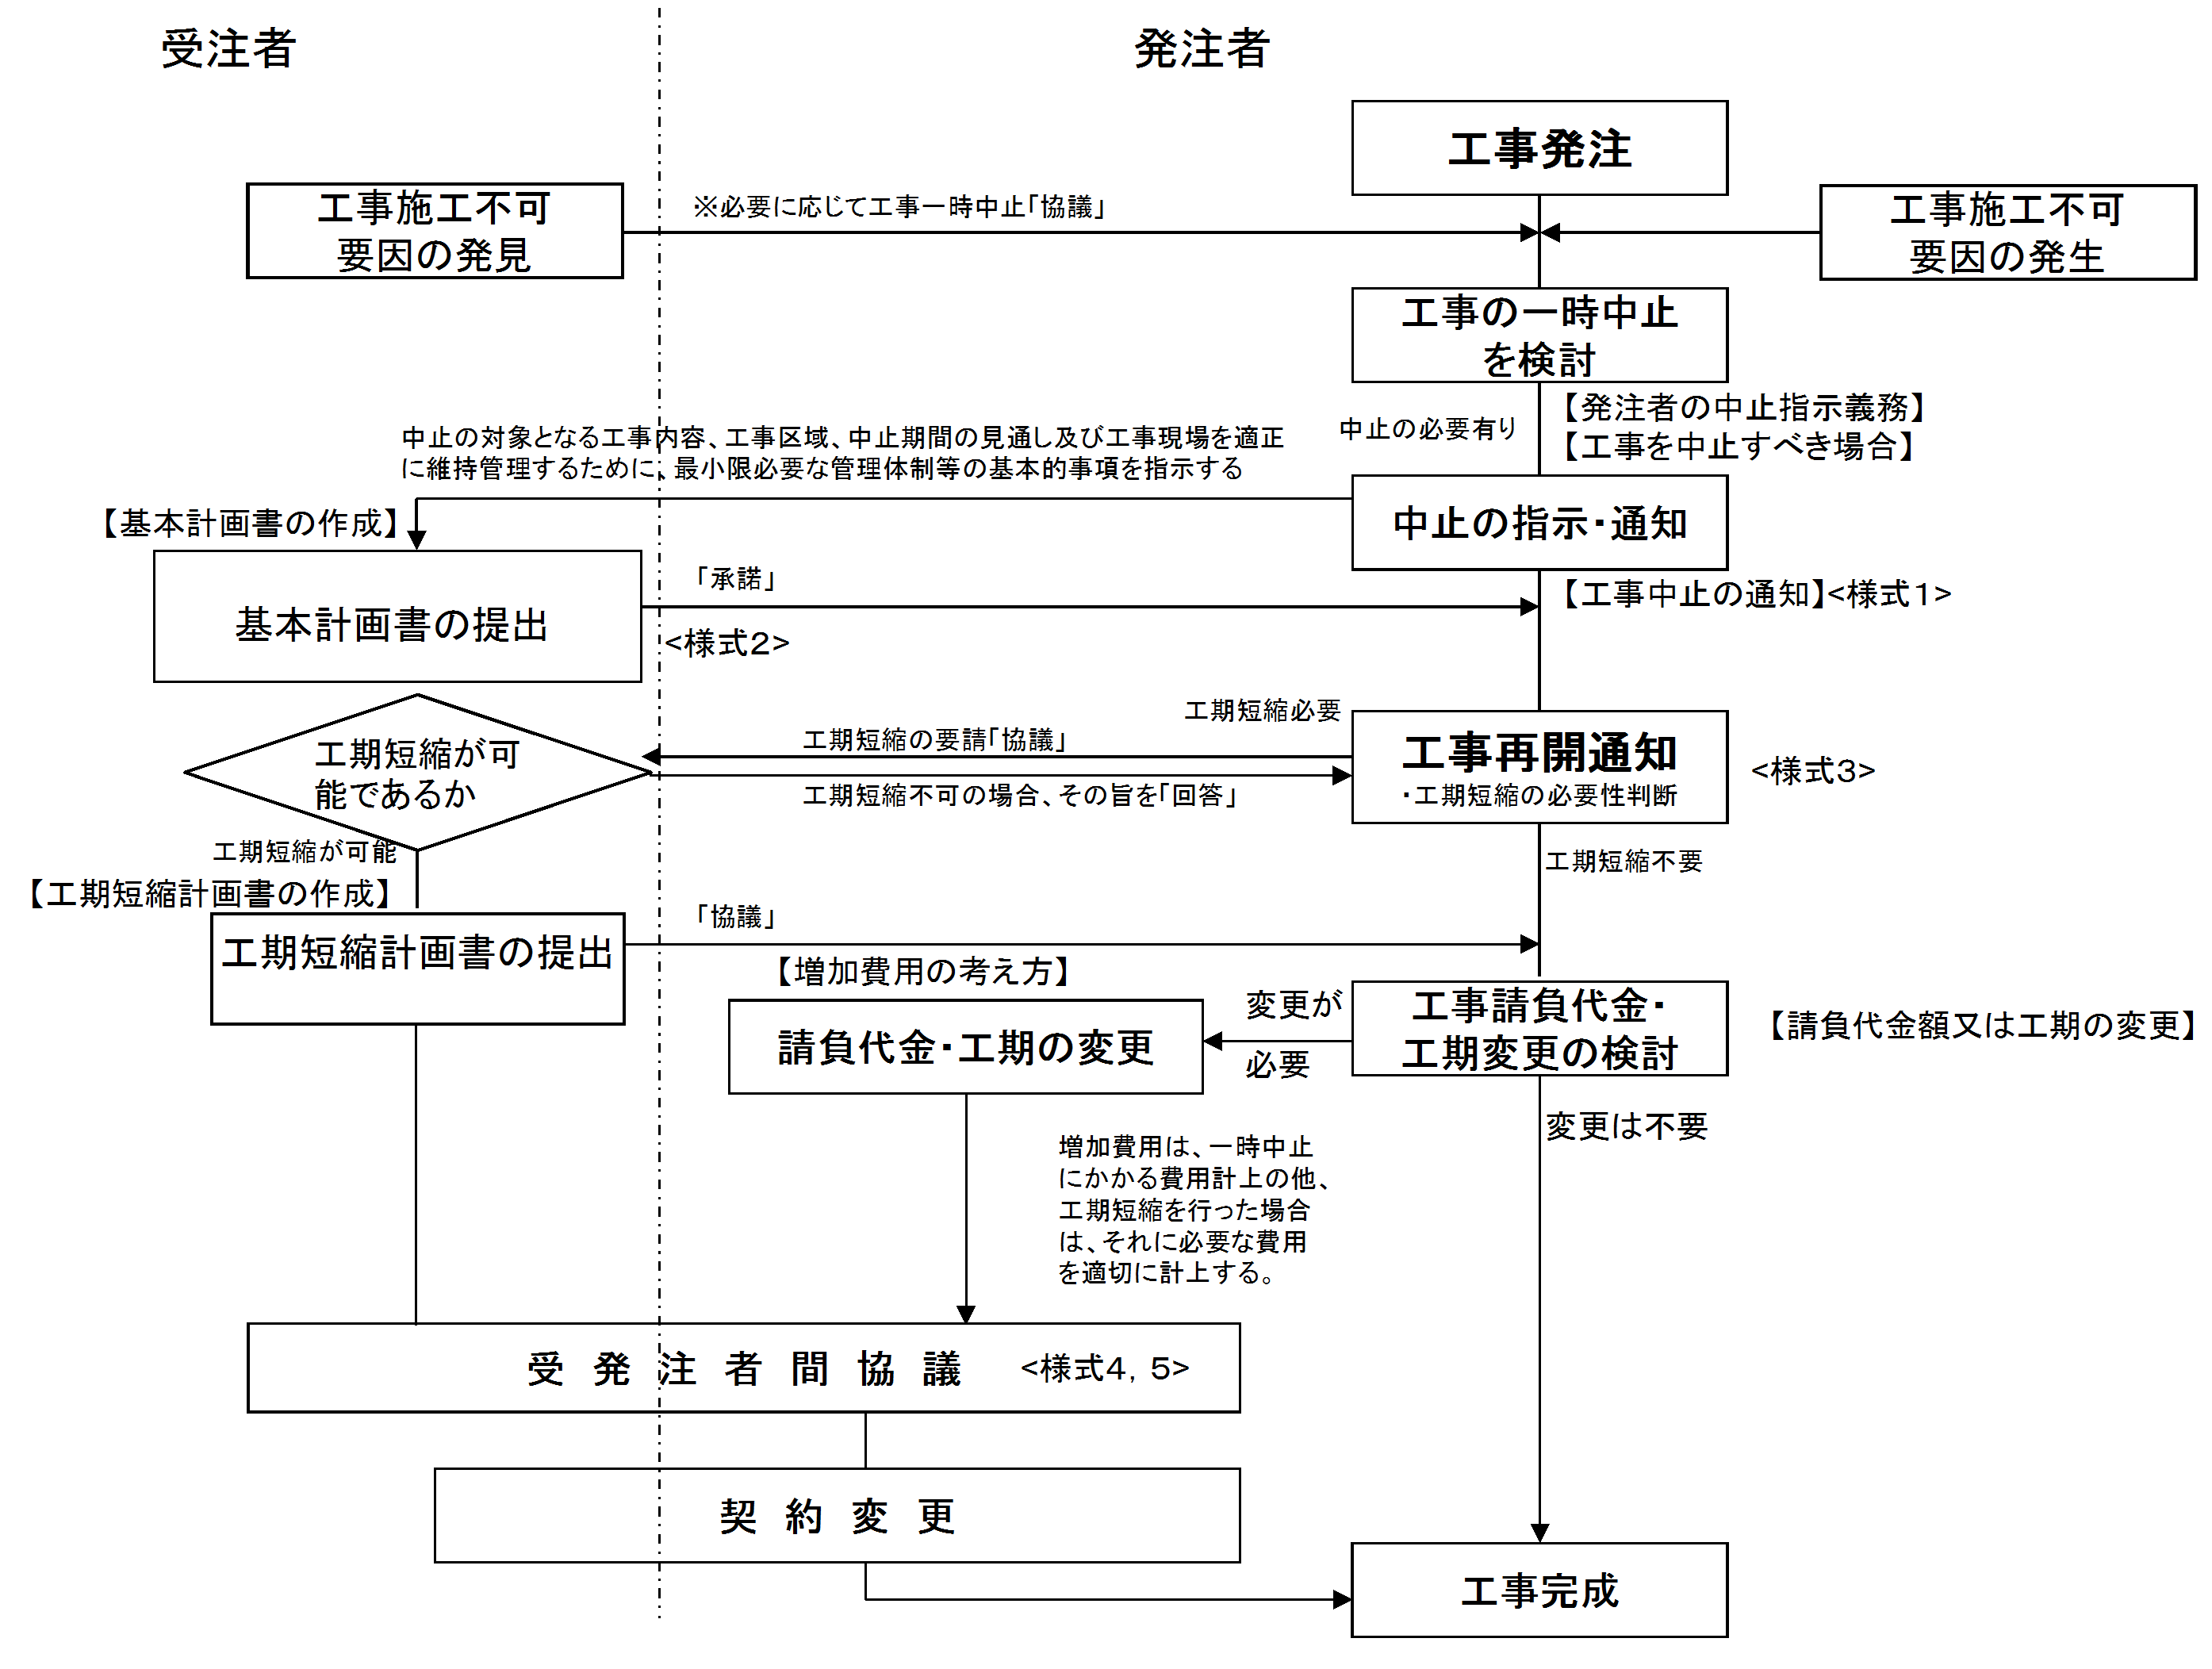 受注者
発注者
工事発注
工事施工不可
要因の発見
※必要に応じて工事一時中止｢協議｣
工事施工不可
要因の発生
工事の一時中止
を検討
中止の必要有り
【発注者の中止指示義務】
【工事を中止すべき場合】
中止の対象となる工事内容、工事区域、中止期間の見通し及び工事現場を適正
に維持管理するために、最小限必要な管理体制等の基本的事項を指示する
中止の指示・通知
【基本計画書の作成】
基本計画書の提出
｢承諾｣
<様式2>
【工事中止の通知】<様式1>
工期短縮必要
工期短縮の要請｢協議｣
工期短縮が可
能であるか
工期短縮不可の場合、その旨を｢回答｣
工事再開通知
・工期短縮の必要性判断
<様式3>
工期短縮が可能
工期短縮不要
【工期短縮計画書の作成】
工期短縮計画書の提出
｢協議｣
【増加費用の考え方】
請負代金・工期の変更
変更が
必要
工事請負代金・
工期変更の検討
【請負代金額又は工期の変更】
変更は不要
増加費用は、一時中止
にかかる費用計上の他、
工期短縮を行った場合
は、それに必要な費用
を適切に計上する。
受発注者間協議 <様式4, 5>
契約変更
工事完成